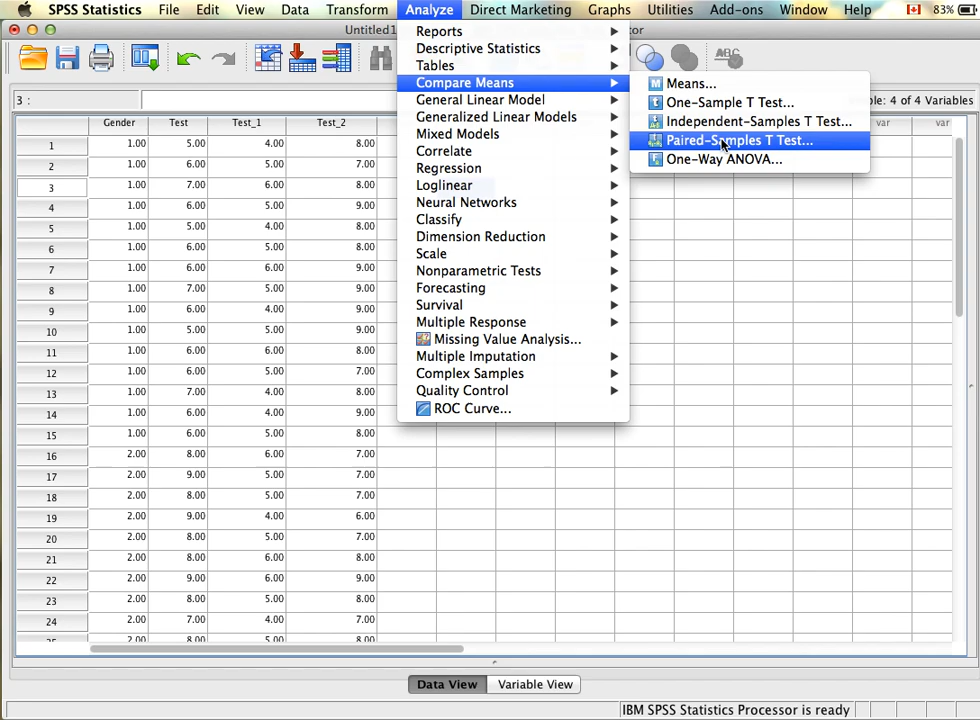 SPSS Statistics File Edit View Data Transform Analyze Direct Marketing Graphs Utilities Add-ons Window Help 83%
Untitled1
tor
Reports
Descriptive Statistics
Tables
Compare Means
General Linear Model
Generalized Linear Models
Mixed Models
Correlate
Regression
Loglinear
Neural Networks
Classify
Dimension Reduction
Scale
Nonparametric Tests
Forecasting
Survival
Multiple Response
Missing Value Analysis...
Multiple Imputation
Complex Samples
Quality Control
ROC Curve...
M Means...
t One-Sample T Test...
Independent-Samples T Test...
Paired-Samples T Test...
One-Way ANOVA...
ABC
3 :
ble: 4 of 4 Variables
Gender Test Test_1 Test_2 var var
1 1.00 5.00 4.00 8.00
2 1.00 6.00 5.00 7.00
3 1.00 7.00 6.00 8.00
4 1.00 6.00 5.00 9.00
5 1.00 5.00 4.00 8.00
6 1.00 6.00 5.00 8.00
7 1.00 6.00 6.00 9.00
8 1.00 7.00 5.00 9.00
9 1.00 6.00 4.00 9.00
10 1.00 5.00 5.00 9.00
11 1.00 6.00 6.00 8.00
12 1.00 6.00 5.00 7.00
13 1.00 7.00 4.00 8.00
14 1.00 6.00 4.00 9.00
15 1.00 6.00 5.00 8.00
16 2.00 8.00 6.00 7.00
17 2.00 9.00 5.00 7.00
18 2.00 8.00 5.00 7.00
19 2.00 9.00 4.00 6.00
20 2.00 8.00 5.00 7.00
21 2.00 8.00 6.00 8.00
22 2.00 9.00 6.00 9.00
23 2.00 8.00 5.00 8.00
24 2.00 7.00 4.00 7.00
25 2.00 8.00 5.00 8.00
Data View Variable View
IBM SPSS Statistics Processor is ready